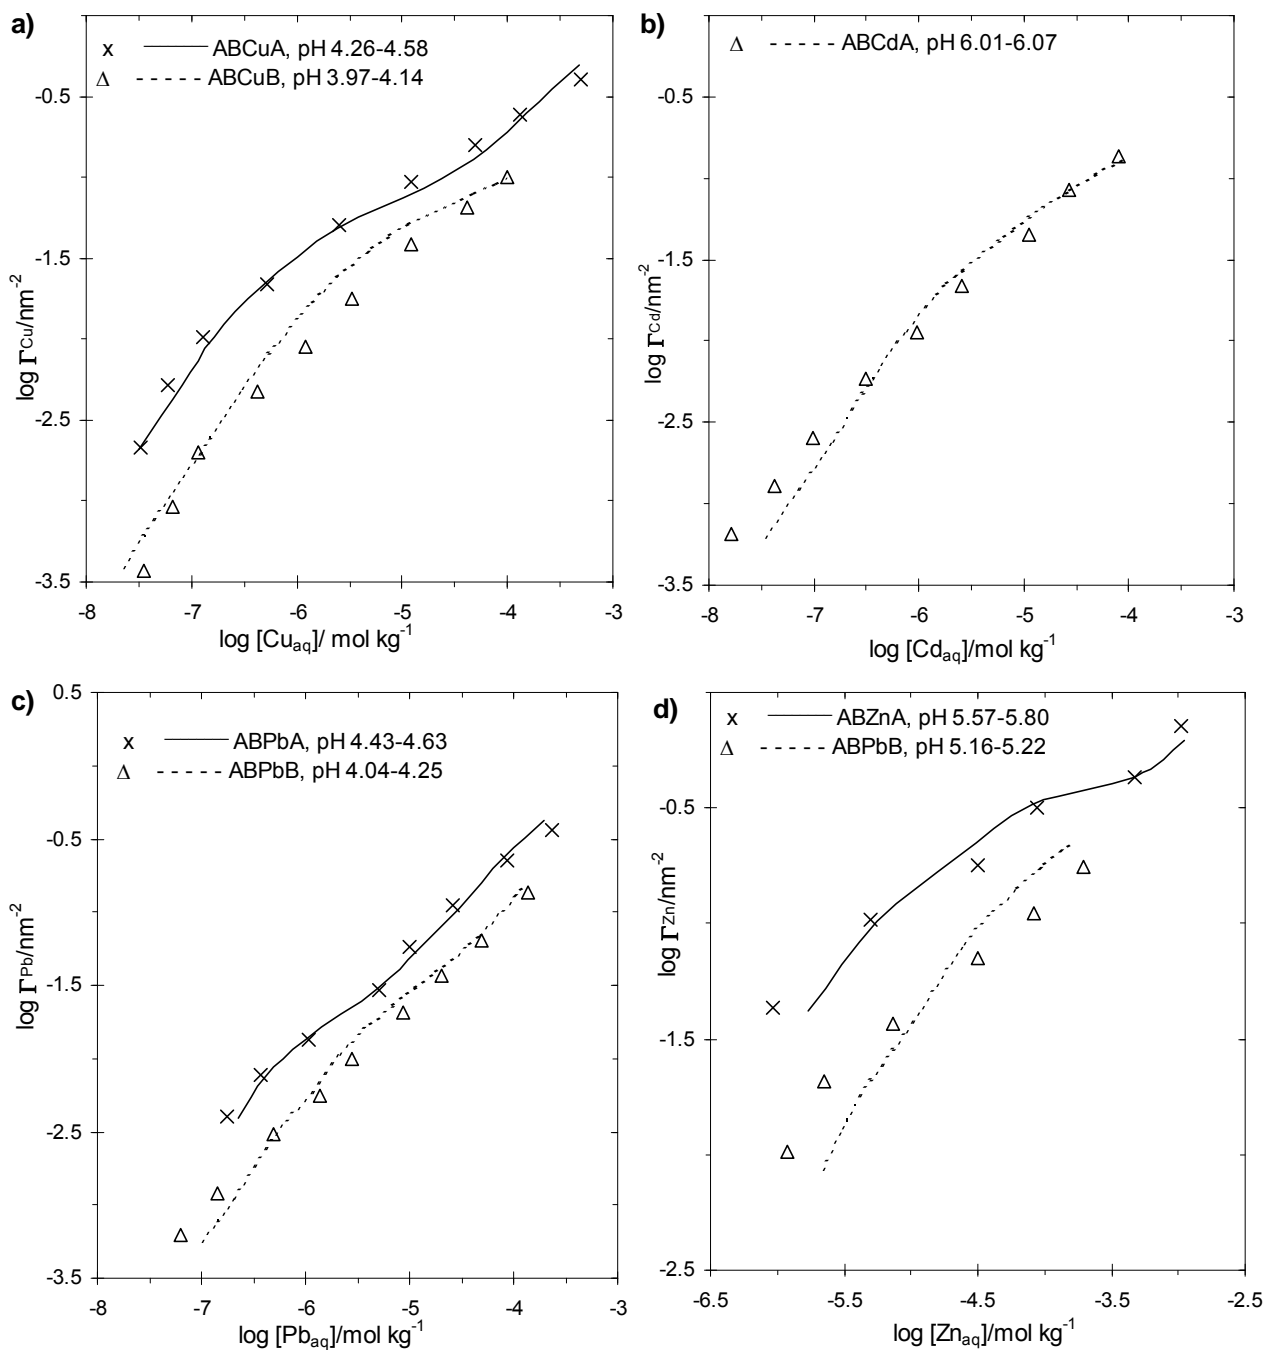 a)
x ABCuA, pH 4.26-4.58
Δ ABCuB, pH 3.97-4.14
-0.5
-1.5
-2.5
-3.5
log Γ^Cu/nm^-2
-8 -7 -6 -5 -4 -3
log [Cu_aq]/ mol kg^-1
b)
Δ ABCdA, pH 6.01-6.07
-0.5
-1.5
-2.5
-3.5
log Γ^Cd/nm^-2
-8 -7 -6 -5 -4 -3
log [Cd_aq]/mol kg^-1
c)
x ABPbA, pH 4.43-4.63
Δ ABPbB, pH 4.04-4.25
0.5
-0.5
-1.5
-2.5
-3.5
log Γ^Pb/nm^-2
-8 -7 -6 -5 -4 -3
log [Pb_aq]/mol kg^-1
d)
x ABZnA, pH 5.57-5.80
Δ ABPbB, pH 5.16-5.22
-0.5
-1.5
-2.5
log Γ^Zn/nm^-2
-6.5 -5.5 -4.5 -3.5 -2.5
log [Zn_aq]/mol kg^-1